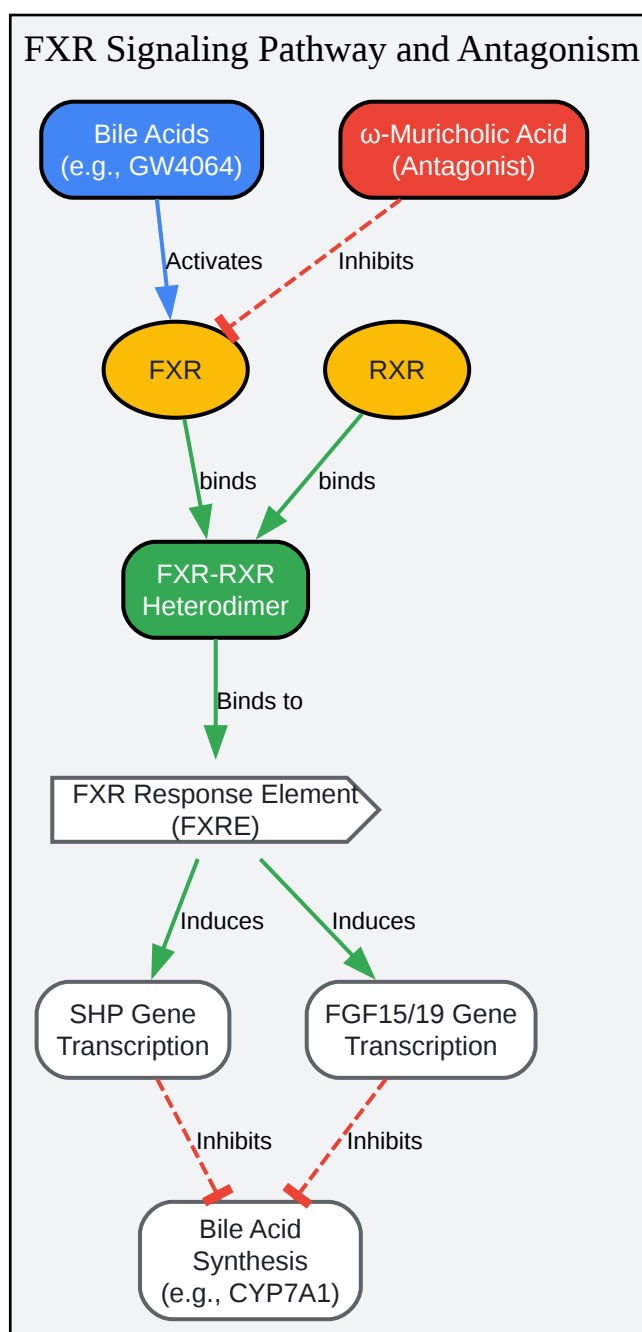 FXR Signaling Pathway and Antagonism
Bile Acids
(e.g., GW4064)
ω-Muricholic Acid
(Antagonist)
Activates
Inhibits
FXR
RXR
binds
binds
FXR-RXR
Heterodimer
Binds to
FXR Response Element
(FXRE)
Induces
Induces
SHP Gene
Transcription
FGF15/19 Gene
Transcription
Inhibits
Inhibits
Bile Acid
Synthesis
(e.g., CYP7A1)